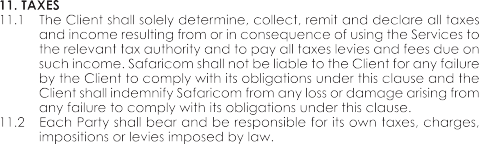 11. TAXES
11.1 The Client shall solely determine, collect, remit and declare all taxes
and income resulting from or in consequence of using the Services to
the relevant tax authority and to pay all taxes levies and fees due on
such income. Safaricom shall not be liable to the Client for any failure
by the Client to comply with its obligations under this clause and the
Client shall indemnify Safaricom from any loss or damage arising from
any failure to comply with its obligations under this clause.
11.2 Each Party shall bear and be responsible for its own taxes, charges,
impositions or levies imposed by law.